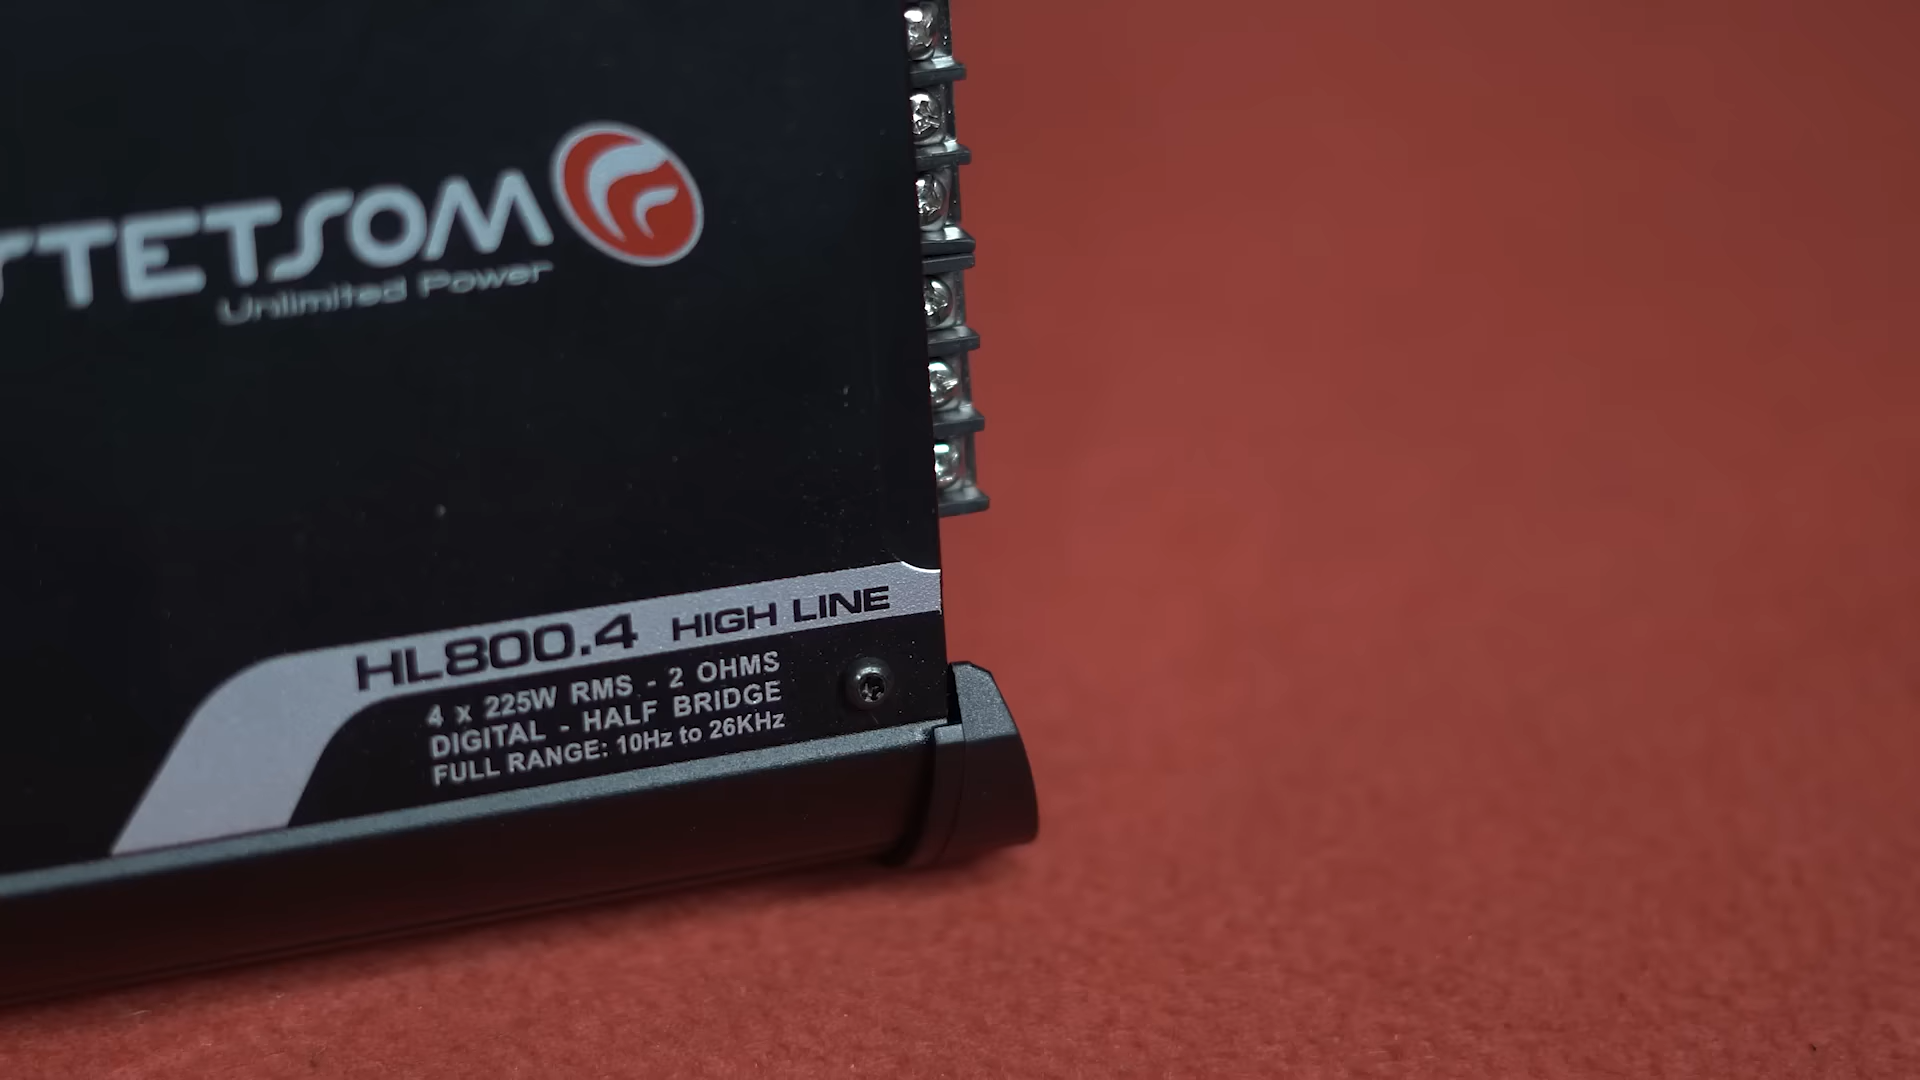 STETSOM
Unlimited Power
HL800.4 HIGH LINE
4 x 225W RMS - 2 OHMS
DIGITAL - HALF BRIDGE
FULL RANGE: 10Hz to 26KHz